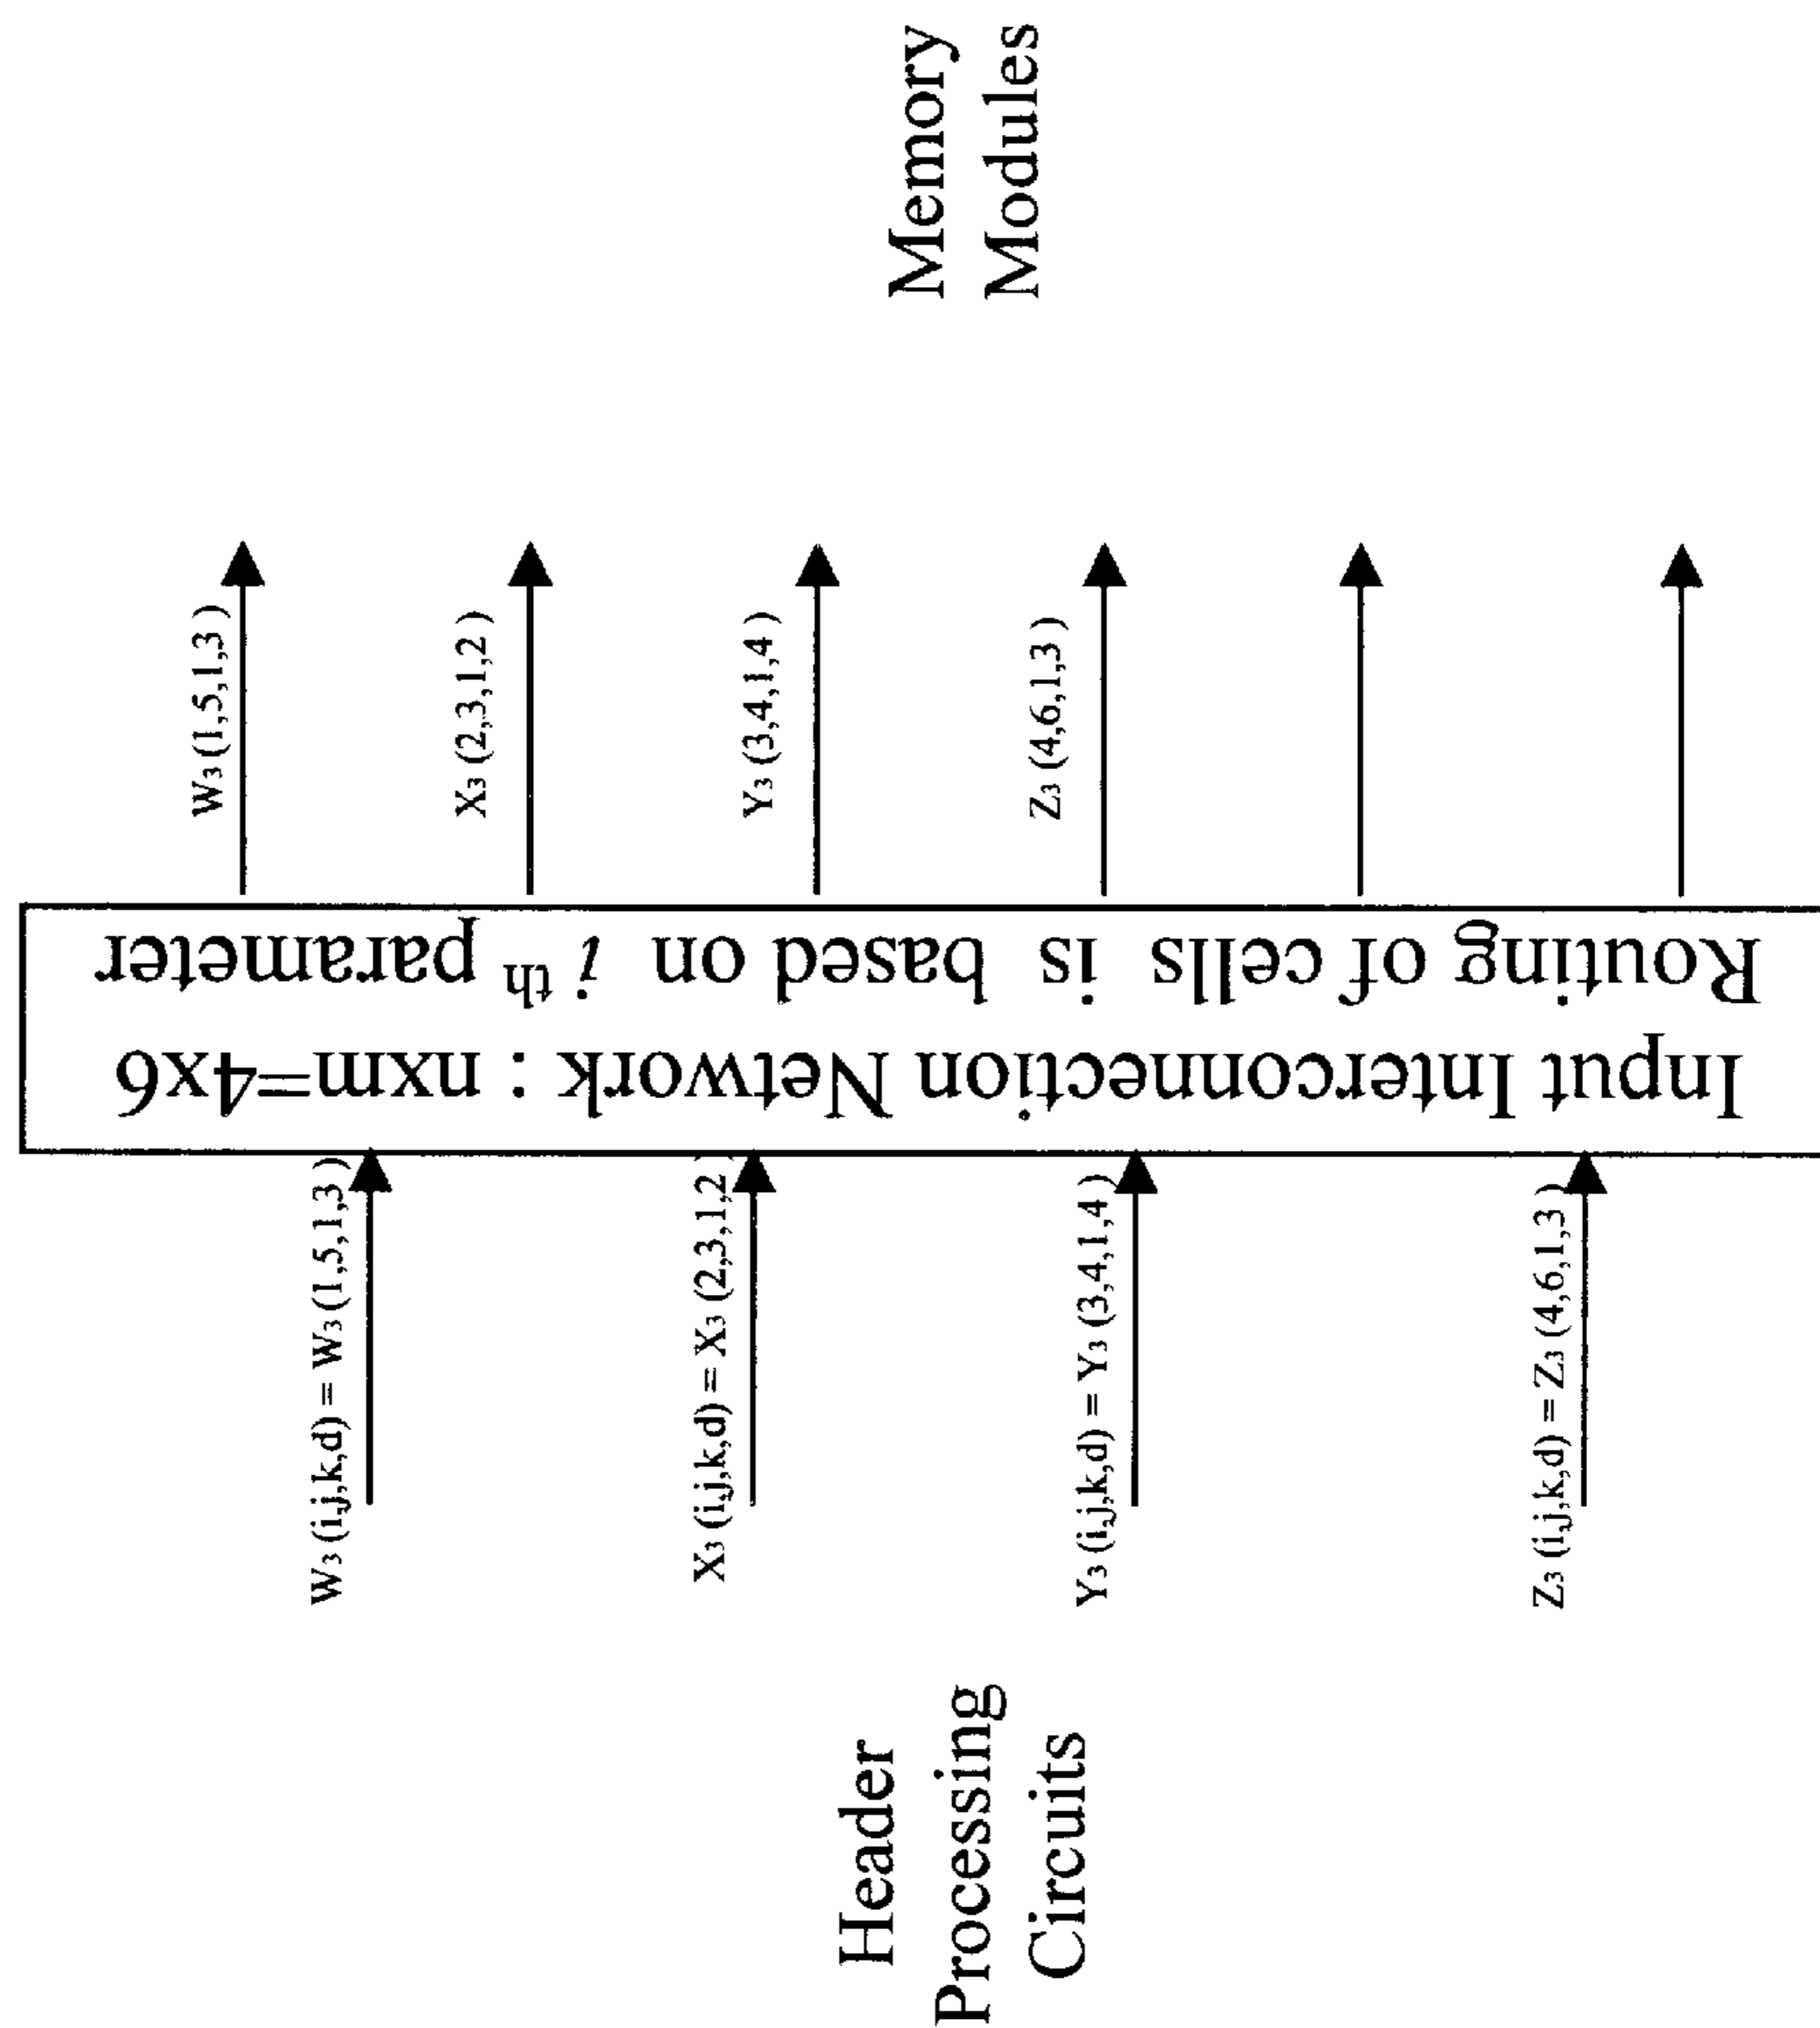 Header
Processing
Circuits
W₃ (i,j,k,d) = W₃ (1,5,1,3 )
X₃ (i,j,k,d) = X₃ (2,3,1,2 )
Y₃ (i,j,k,d) = Y₃ (3,4,1,4 )
Z₃ (i,j,k,d) = Z₃ (4,6,1,3 )
Input Interconnection Network : nxm=4x6
Routing of cells is based on i th parameter
W₃ (1,5,1,3 )
X₃ (2,3,1,2 )
Y₃ (3,4,1,4 )
Z₃ (4,6,1,3 )
Memory
Modules